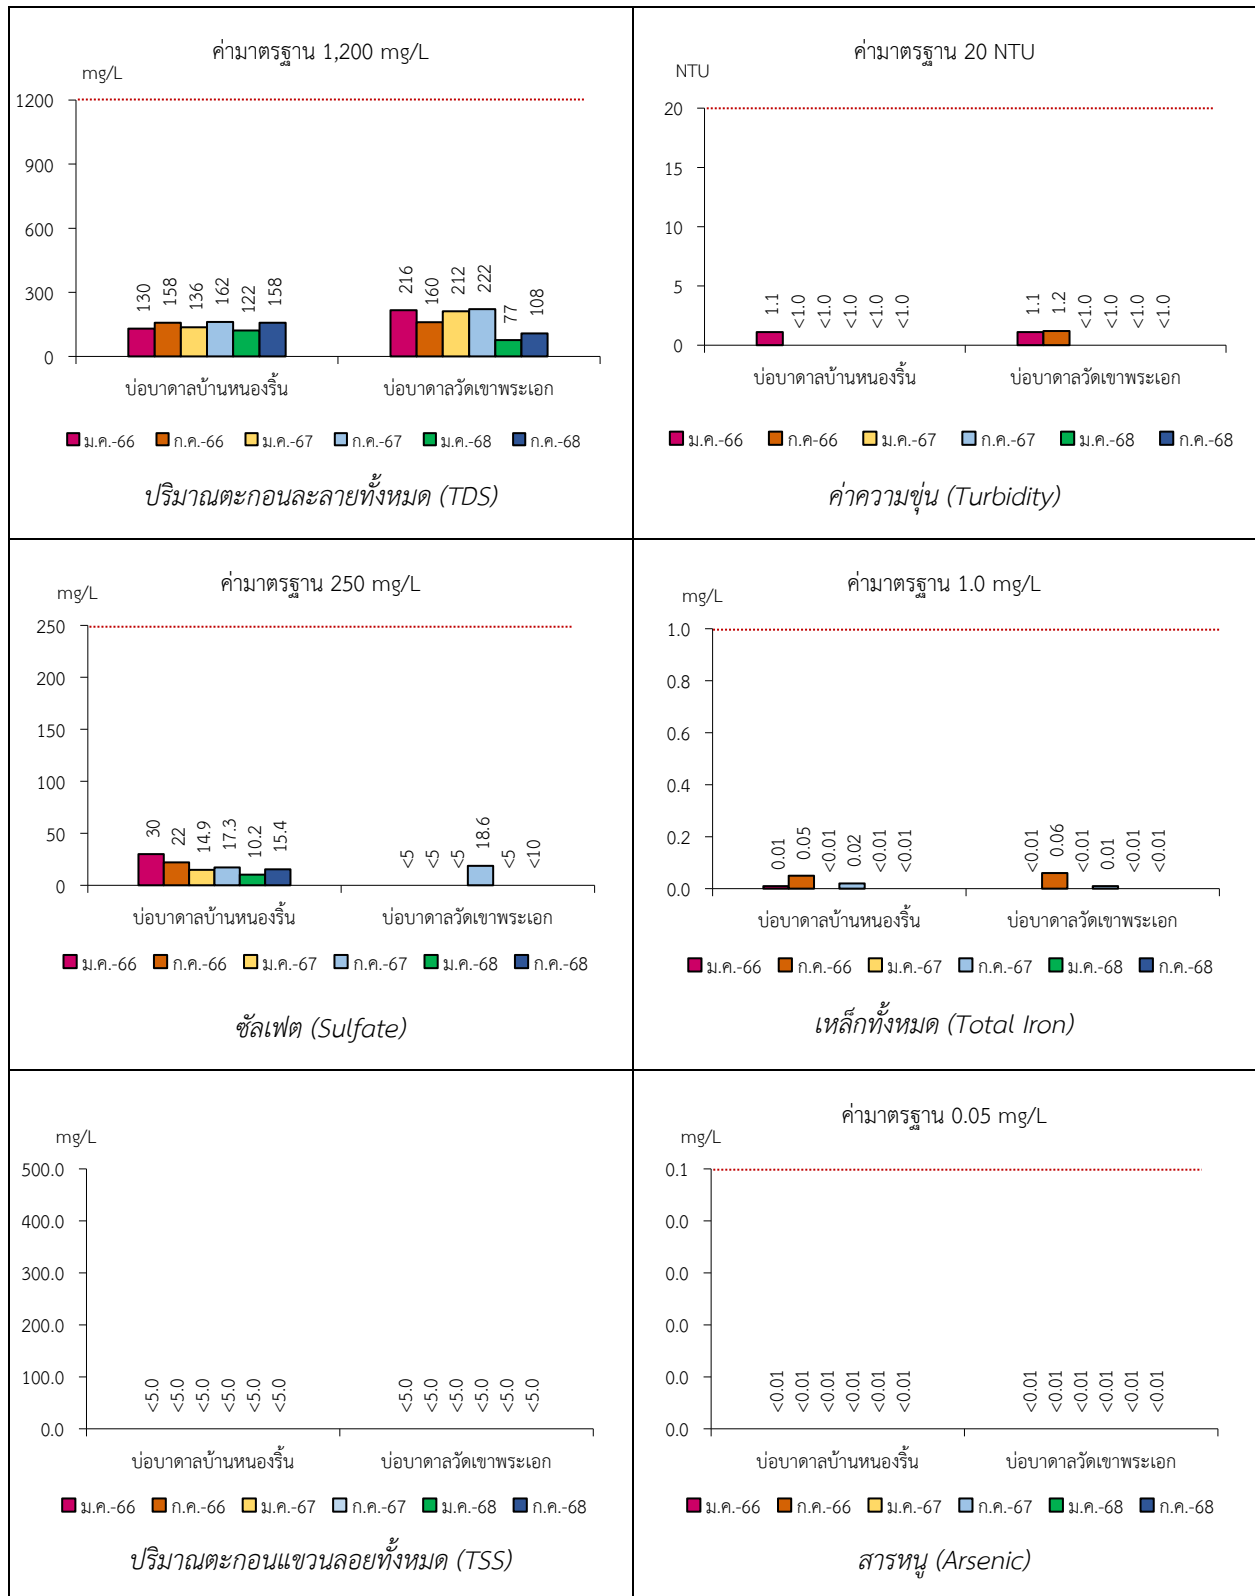 ค่ามาตรฐาน 1,200 mg/L
mg/L
1200
900
600
300
0
130 158 136 162 122 158
216 160 212 222 77 108
บ่อบาดาลบ้านหนองริ้น บ่อบาดาลวัดเขาพระเอก
ม.ค.-66 ก.ค.-66 ม.ค.-67 ก.ค.-67 ม.ค.-68 ก.ค.-68
ปริมาณตะกอนละลายทั้งหมด (TDS)
ค่ามาตรฐาน 20 NTU
NTU
20
15
10
5
0
1.1 <1.0 <1.0 <1.0 <1.0 <1.0
1.1 1.2 <1.0 <1.0 <1.0 <1.0
บ่อบาดาลบ้านหนองริ้น บ่อบาดาลวัดเขาพระเอก
ม.ค.-66 ก.ค.-66 ม.ค.-67 ก.ค.-67 ม.ค.-68 ก.ค.-68
ค่าความขุ่น (Turbidity)
ค่ามาตรฐาน 250 mg/L
mg/L
250
200
150
100
50
0
30 22 14.9 17.3 10.2 15.4
<5 <5 <5 18.6 <5 <10
บ่อบาดาลบ้านหนองริ้น บ่อบาดาลวัดเขาพระเอก
ม.ค.-66 ก.ค.-66 ม.ค.-67 ก.ค.-67 ม.ค.-68 ก.ค.-68
ซัลเฟต (Sulfate)
ค่ามาตรฐาน 1.0 mg/L
mg/L
1.0
0.8
0.6
0.4
0.2
0.0
0.01 0.05 <0.01 0.02 <0.01 <0.01
<0.01 0.06 <0.01 0.01 <0.01 <0.01
บ่อบาดาลบ้านหนองริ้น บ่อบาดาลวัดเขาพระเอก
ม.ค.-66 ก.ค.-66 ม.ค.-67 ก.ค.-67 ม.ค.-68 ก.ค.-68
เหล็กทั้งหมด (Total Iron)
mg/L
500.0
400.0
300.0
200.0
100.0
0.0
<5.0 <5.0 <5.0 <5.0 <5.0 <5.0
<5.0 <5.0 <5.0 <5.0 <5.0 <5.0
บ่อบาดาลบ้านหนองริ้น บ่อบาดาลวัดเขาพระเอก
ม.ค.-66 ก.ค.-66 ม.ค.-67 ก.ค.-67 ม.ค.-68 ก.ค.-68
ปริมาณตะกอนแขวนลอยทั้งหมด (TSS)
ค่ามาตรฐาน 0.05 mg/L
mg/L
0.1
0.0
0.0
0.0
0.0
0.0
<0.01 <0.01 <0.01 <0.01 <0.01 <0.01
<0.01 <0.01 <0.01 <0.01 <0.01 <0.01
บ่อบาดาลบ้านหนองริ้น บ่อบาดาลวัดเขาพระเอก
ม.ค.-66 ก.ค.-66 ม.ค.-67 ก.ค.-67 ม.ค.-68 ก.ค.-68
สารหนู (Arsenic)